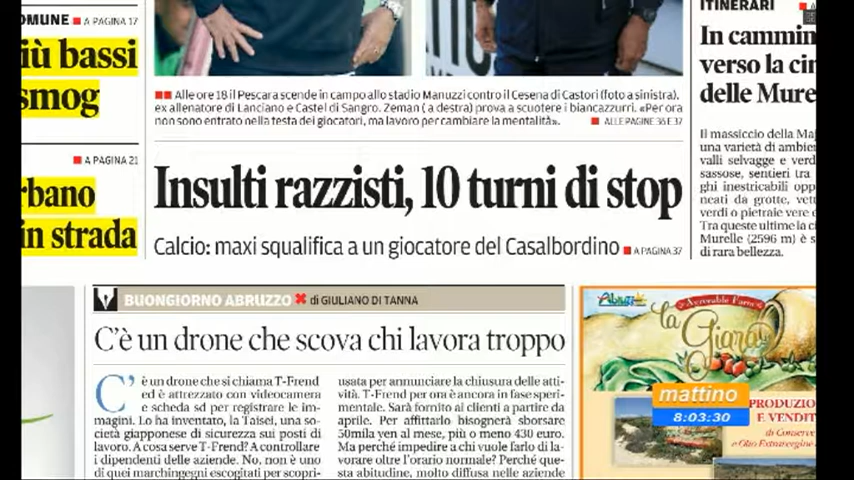 OMUNE ■ A PAGINA 17
iù bassi
smog
■ A PAGINA 21
rbano
in strada
■■ Alle ore 18 il Pescara scende in campo allo stadio Manuzzi contro il Cesena di Castori (foto a sinistra),
ex allenatore di Lanciano e Castel di Sangro. Zeman ( a destra) prova a scuotere i biancazzurri. «Per ora
non sono entrato nella testa dei giocatori, ma lavoro per cambiare la mentalità». ■ ALLE PAGINE 36 E 37
Insulti razzisti, 10 turni di stop
Calcio: maxi squalifica a un giocatore del Casalbordino ■ A PAGINA 37
ITINERARI ■
In cammin
verso la cin
delle Mure
Il massiccio della Maj
una varietà di ambien
valli selvagge e verd
sassose, sentieri tra
ghi inestricabili opp
neati da grotte, vett
verdi o pietraie vere e
Tra queste ultime la ci
Murelle (2596 m) è s
di rara bellezza.
BUONGIORNO ABRUZZO ✖ di GIULIANO DI TANNA
C'è un drone che scova chi lavora troppo
C'è un drone che si chiama T-Frend
ed è attrezzato con videocamera
e scheda sd per registrare le im-
magini. Lo ha inventato, la Taisei, una so-
cietà giapponese di sicurezza sui posti di
lavoro. A cosa serve T-Frend? A controllare
i dipendenti delle aziende. No, non è uno
di quei marchingegni escogitati per scopri-
usata per annunciare la chiusura delle atti-
vità. T-Frend per ora è ancora in fase speri-
mentale. Sarà fornito ai clienti a partire da
aprile. Per affittarlo bisognerà sborsare
50mila yen al mese, più o meno 430 euro.
Ma perché impedire a chi vuole farlo di la-
vorare oltre l'orario normale? Perché que-
sta abitudine, molto diffusa nelle aziende
la
Giara
PRODUZIO
E VENDIT
di Conserve
e Olio Extravergine
mattino
8:03:30